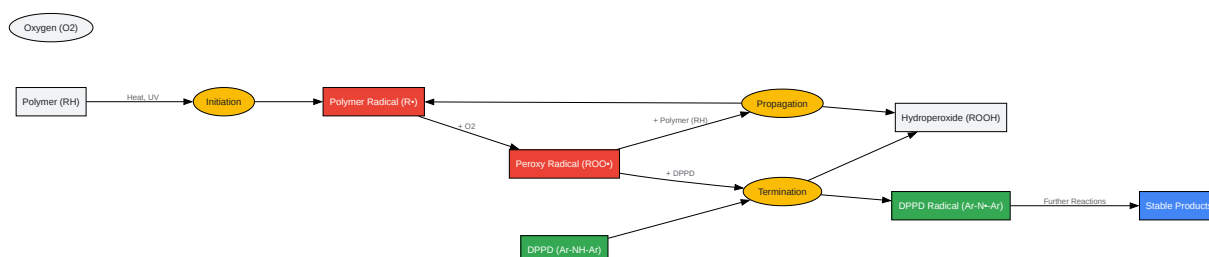 Oxygen (O2)
Polymer (RH)
Heat, UV
Initiation
Polymer Radical (R•)
+ O2
Peroxy Radical (ROO•)
+ Polymer (RH)
Propagation
Hydroperoxide (ROOH)
+ DPPD
Termination
DPPD Radical (Ar-N•-Ar)
Further Reactions
Stable Products
DPPD (Ar-NH-Ar)